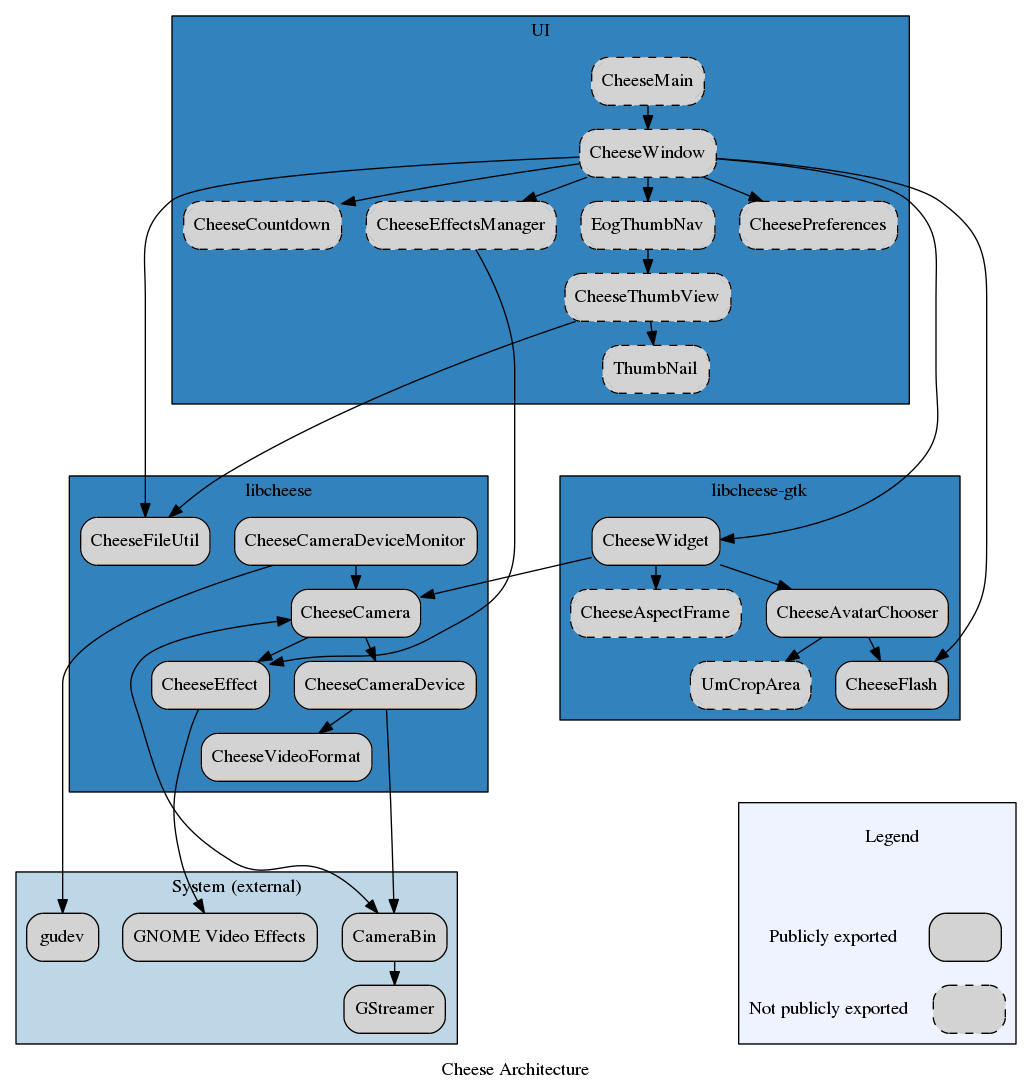 UI
CheeseMain
CheeseWindow
CheeseCountdown
CheeseEffectsManager
EogThumbNav
CheesePreferences
CheeseThumbView
ThumbNail
libcheese
CheeseFileUtil
CheeseCameraDeviceMonitor
CheeseCamera
CheeseEffect
CheeseCameraDevice
CheeseVideoFormat
libcheese-gtk
CheeseWidget
CheeseAspectFrame
CheeseAvatarChooser
UmCropArea
CheeseFlash
System (external)
gudev
GNOME Video Effects
CameraBin
GStreamer
Legend
Publicly exported
Not publicly exported
Cheese Architecture